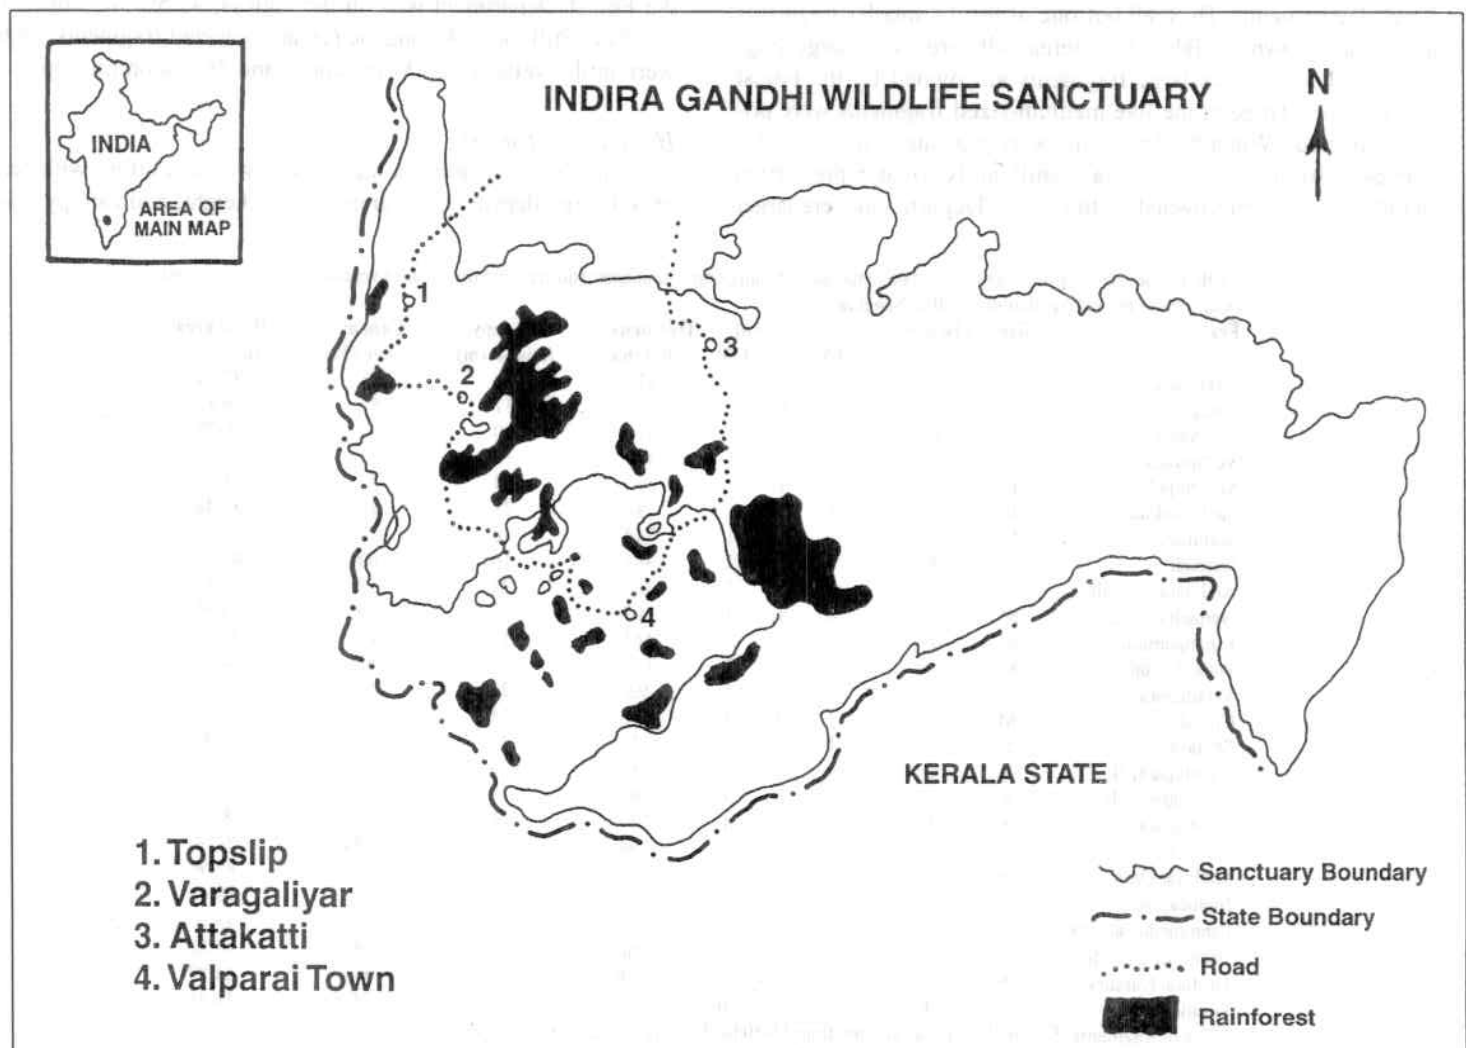 INDIRA GANDHI WILDLIFE SANCTUARY
N
INDIA
AREA OF
MAIN MAP
1
2
3
4
KERALA STATE
1. Topslip
2. Varagaliyar
3. Attakatti
4. Valparai Town
Sanctuary Boundary
State Boundary
Road
Rainforest